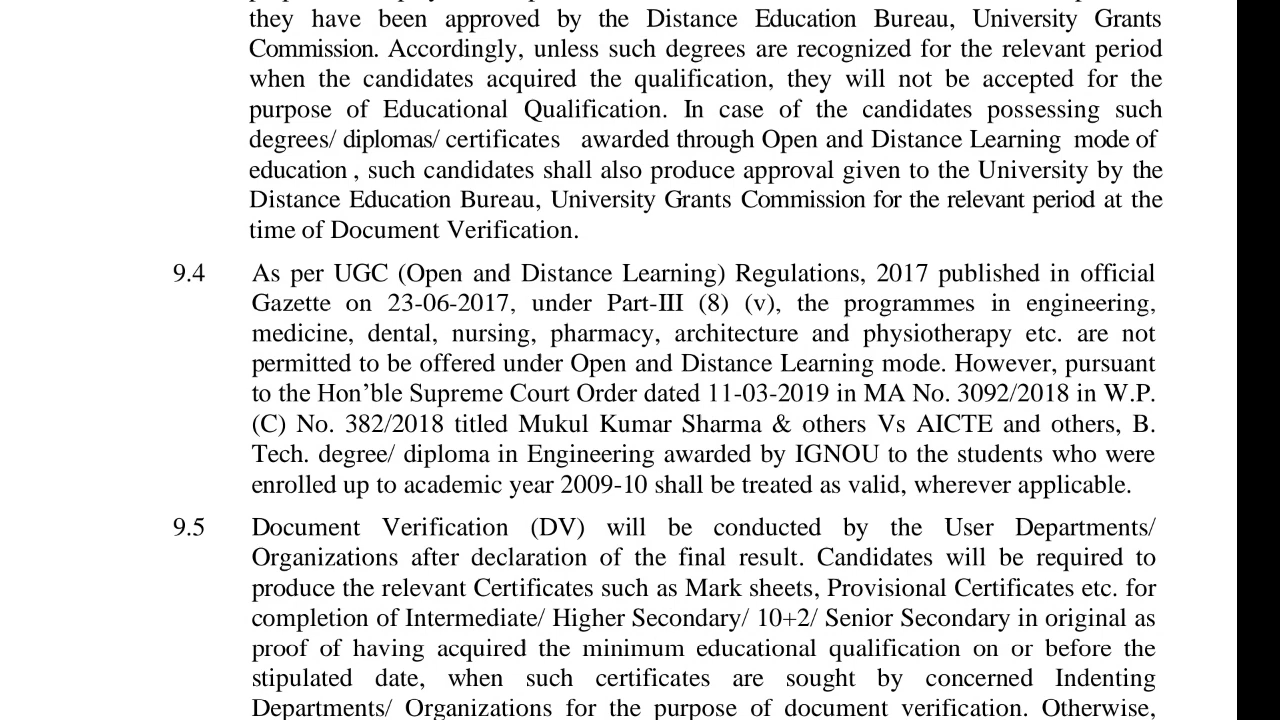 they have been approved by the Distance Education Bureau, University Grants
Commission. Accordingly, unless such degrees are recognized for the relevant period
when the candidates acquired the qualification, they will not be accepted for the
purpose of Educational Qualification. In case of the candidates possessing such
degrees/ diplomas/ certificates awarded through Open and Distance Learning mode of
education , such candidates shall also produce approval given to the University by the
Distance Education Bureau, University Grants Commission for the relevant period at the
time of Document Verification.
9.4 As per UGC (Open and Distance Learning) Regulations, 2017 published in official
Gazette on 23-06-2017, under Part-III (8) (v), the programmes in engineering,
medicine, dental, nursing, pharmacy, architecture and physiotherapy etc. are not
permitted to be offered under Open and Distance Learning mode. However, pursuant
to the Hon’ble Supreme Court Order dated 11-03-2019 in MA No. 3092/2018 in W.P.
(C) No. 382/2018 titled Mukul Kumar Sharma & others Vs AICTE and others, B.
Tech. degree/ diploma in Engineering awarded by IGNOU to the students who were
enrolled up to academic year 2009-10 shall be treated as valid, wherever applicable.
9.5 Document Verification (DV) will be conducted by the User Departments/
Organizations after declaration of the final result. Candidates will be required to
produce the relevant Certificates such as Mark sheets, Provisional Certificates etc. for
completion of Intermediate/ Higher Secondary/ 10+2/ Senior Secondary in original as
proof of having acquired the minimum educational qualification on or before the
stipulated date, when such certificates are sought by concerned Indenting
Departments/ Organizations for the purpose of document verification. Otherwise,